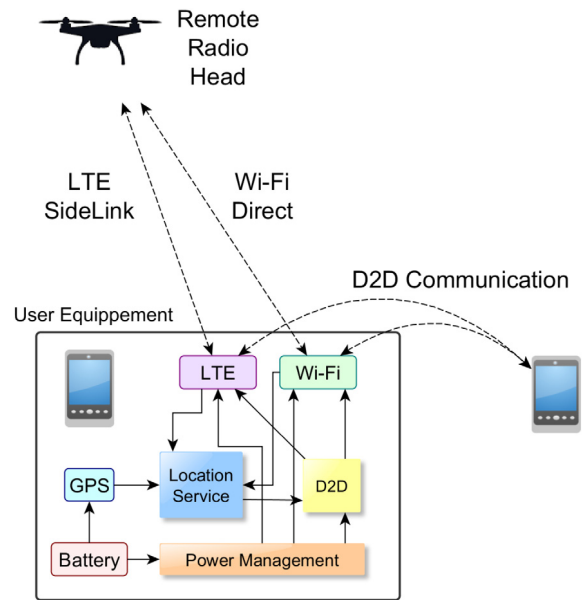 Remote
Radio
Head
LTE
SideLink
Wi-Fi
Direct
D2D Communication
User Equippement
LTE
Wi-Fi
GPS
Location
Service
D2D
Battery
Power Management